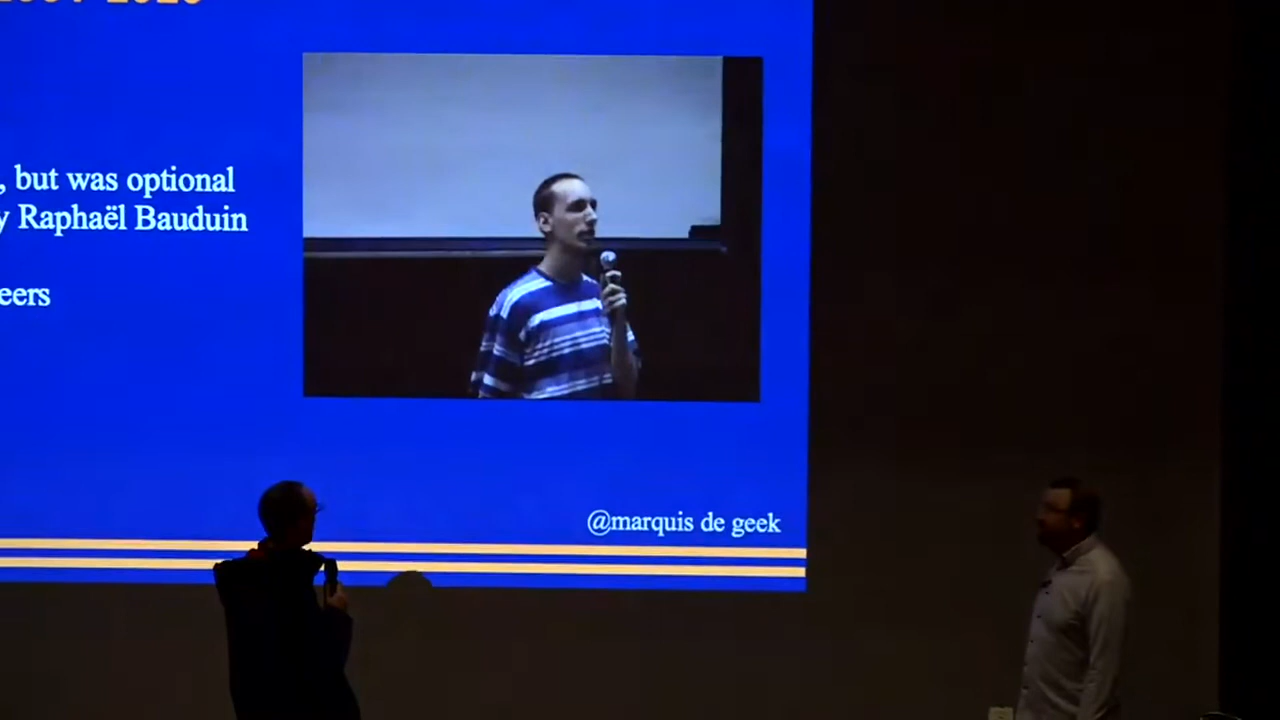 , but was optional
y Raphaël Bauduin
eers
@marquis de geek